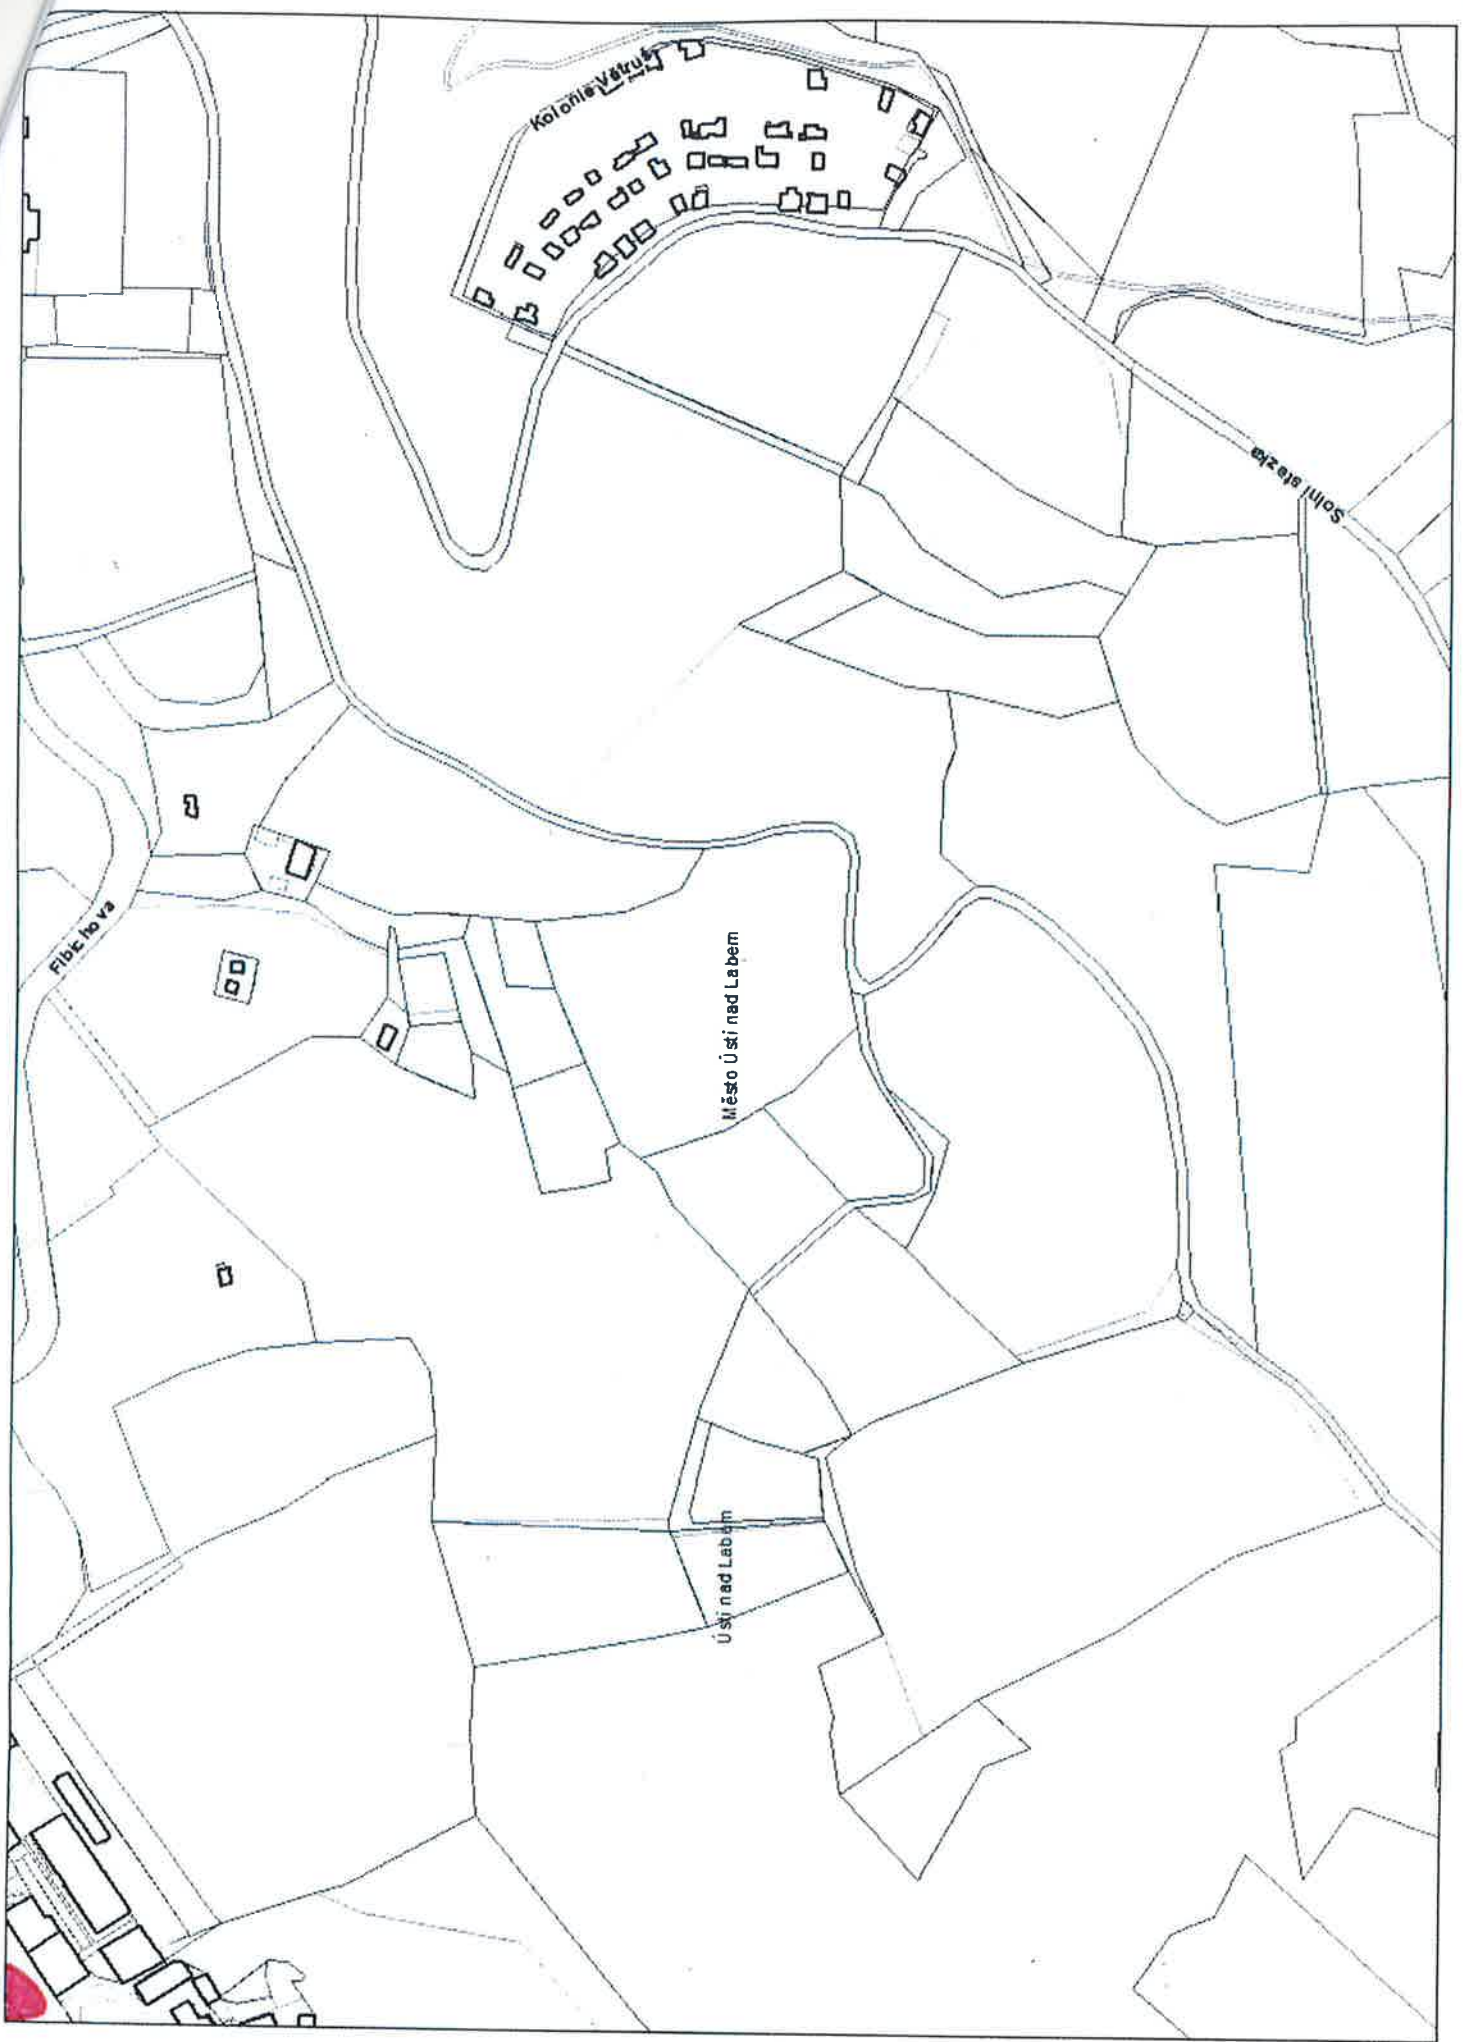 Kolonie Větruše
Solní stezka
Fibichova
Město Ústí nad Labem
Ústí nad Labem